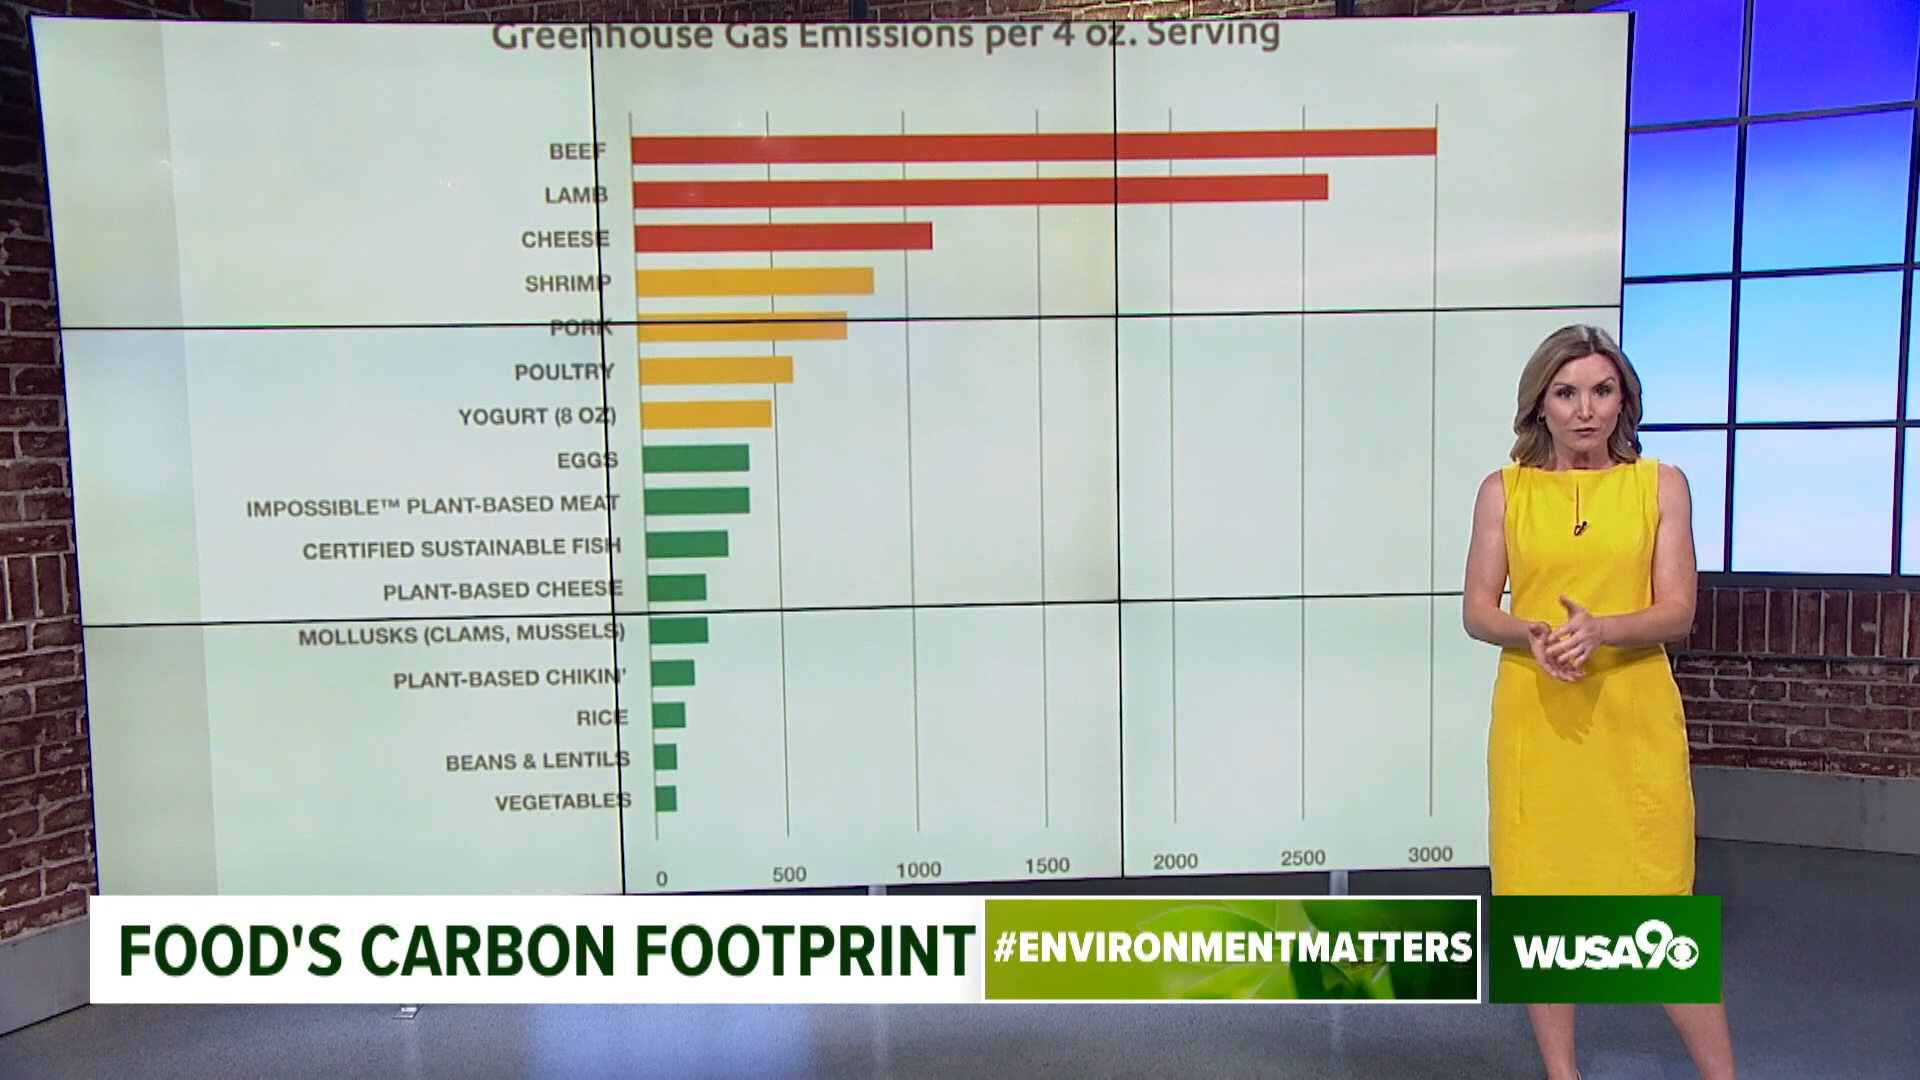 Greenhouse Gas Emissions per 4 oz. Serving
BEEF
LAMB
CHEESE
SHRIMP
PORK
POULTRY
YOGURT (8 OZ)
EGGS
IMPOSSIBLE™ PLANT-BASED MEAT
CERTIFIED SUSTAINABLE FISH
PLANT-BASED CHEESE
MOLLUSKS (CLAMS, MUSSELS)
PLANT-BASED CHIKIN'
RICE
BEANS & LENTILS
VEGETABLES
0 500 1000 1500 2000 2500 3000
FOOD'S CARBON FOOTPRINT #ENVIRONMENTMATTERS WUSA9